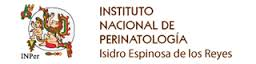 INSTITUTO
NACIONAL DE
PERINATOLOGÍA
Isidro Espinosa de los Reyes
INPer